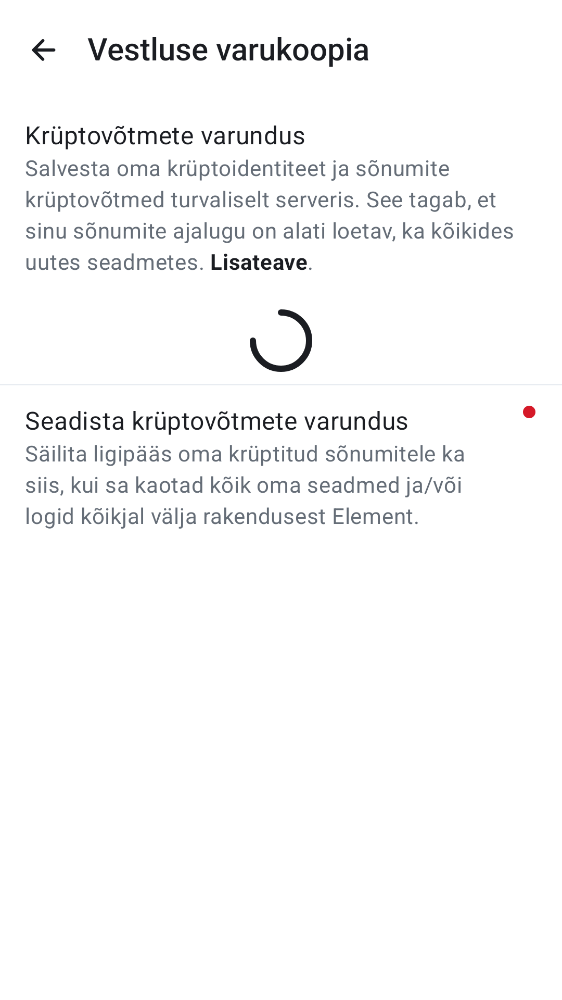 Vestluse varukoopia
Krüptovõtmete varundus
Salvesta oma krüptoidentiteet ja sõnumite
krüptovõtmed turvaliselt serveris. See tagab, et
sinu sõnumite ajalugu on alati loetav, ka kõikides
uutes seadmetes. Lisateave.
Seadista krüptovõtmete varundus
Säilita ligipääs oma krüptitud sõnumitele ka
siis, kui sa kaotad kõik oma seadmed ja/või
logid kõikjal välja rakendusest Element.